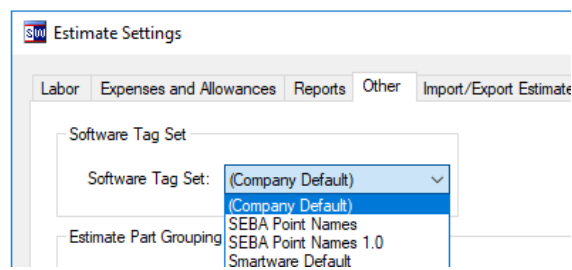 SW Estimate Settings
Labor Expenses and Allowances Reports Other Import/Export Estimate
Software Tag Set
Software Tag Set: (Company Default)
(Company Default)
SEBA Point Names
Estimate Part Grouping
SEBA Point Names 1.0
Smartware Default